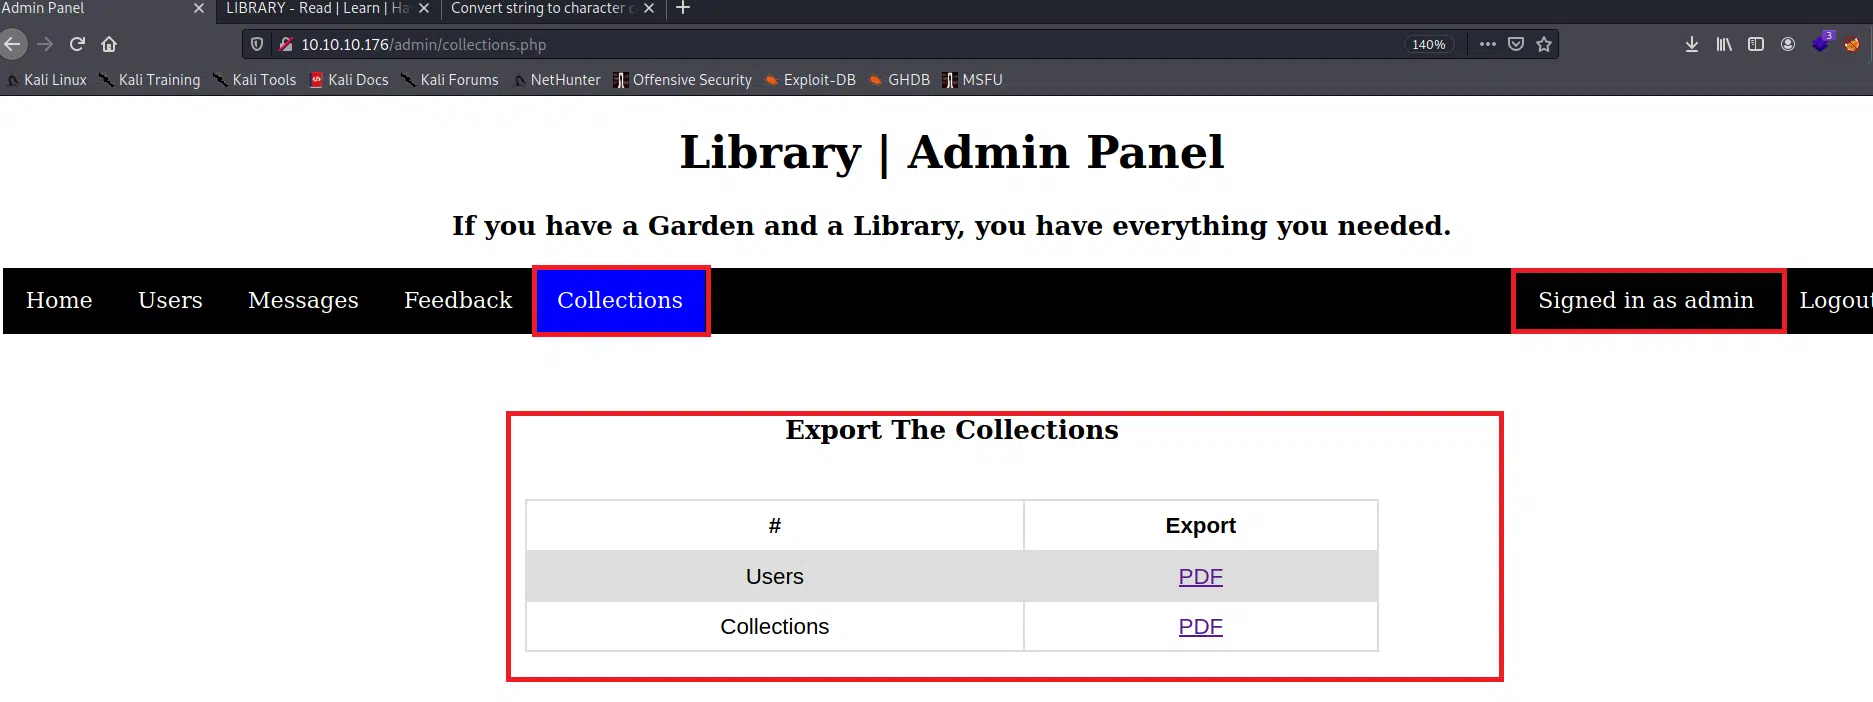 Admin Panel
LIBRARY - Read | Learn | Ha
Convert string to character c
10.10.10.176/admin/collections.php
140%
3
Kali Linux Kali Training Kali Tools Kali Docs Kali Forums NetHunter Offensive Security Exploit-DB GHDB MSFU
Library | Admin Panel
If you have a Garden and a Library, you have everything you needed.
Home Users Messages Feedback Collections Signed in as admin Logout
Export The Collections
# Export
Users PDF
Collections PDF